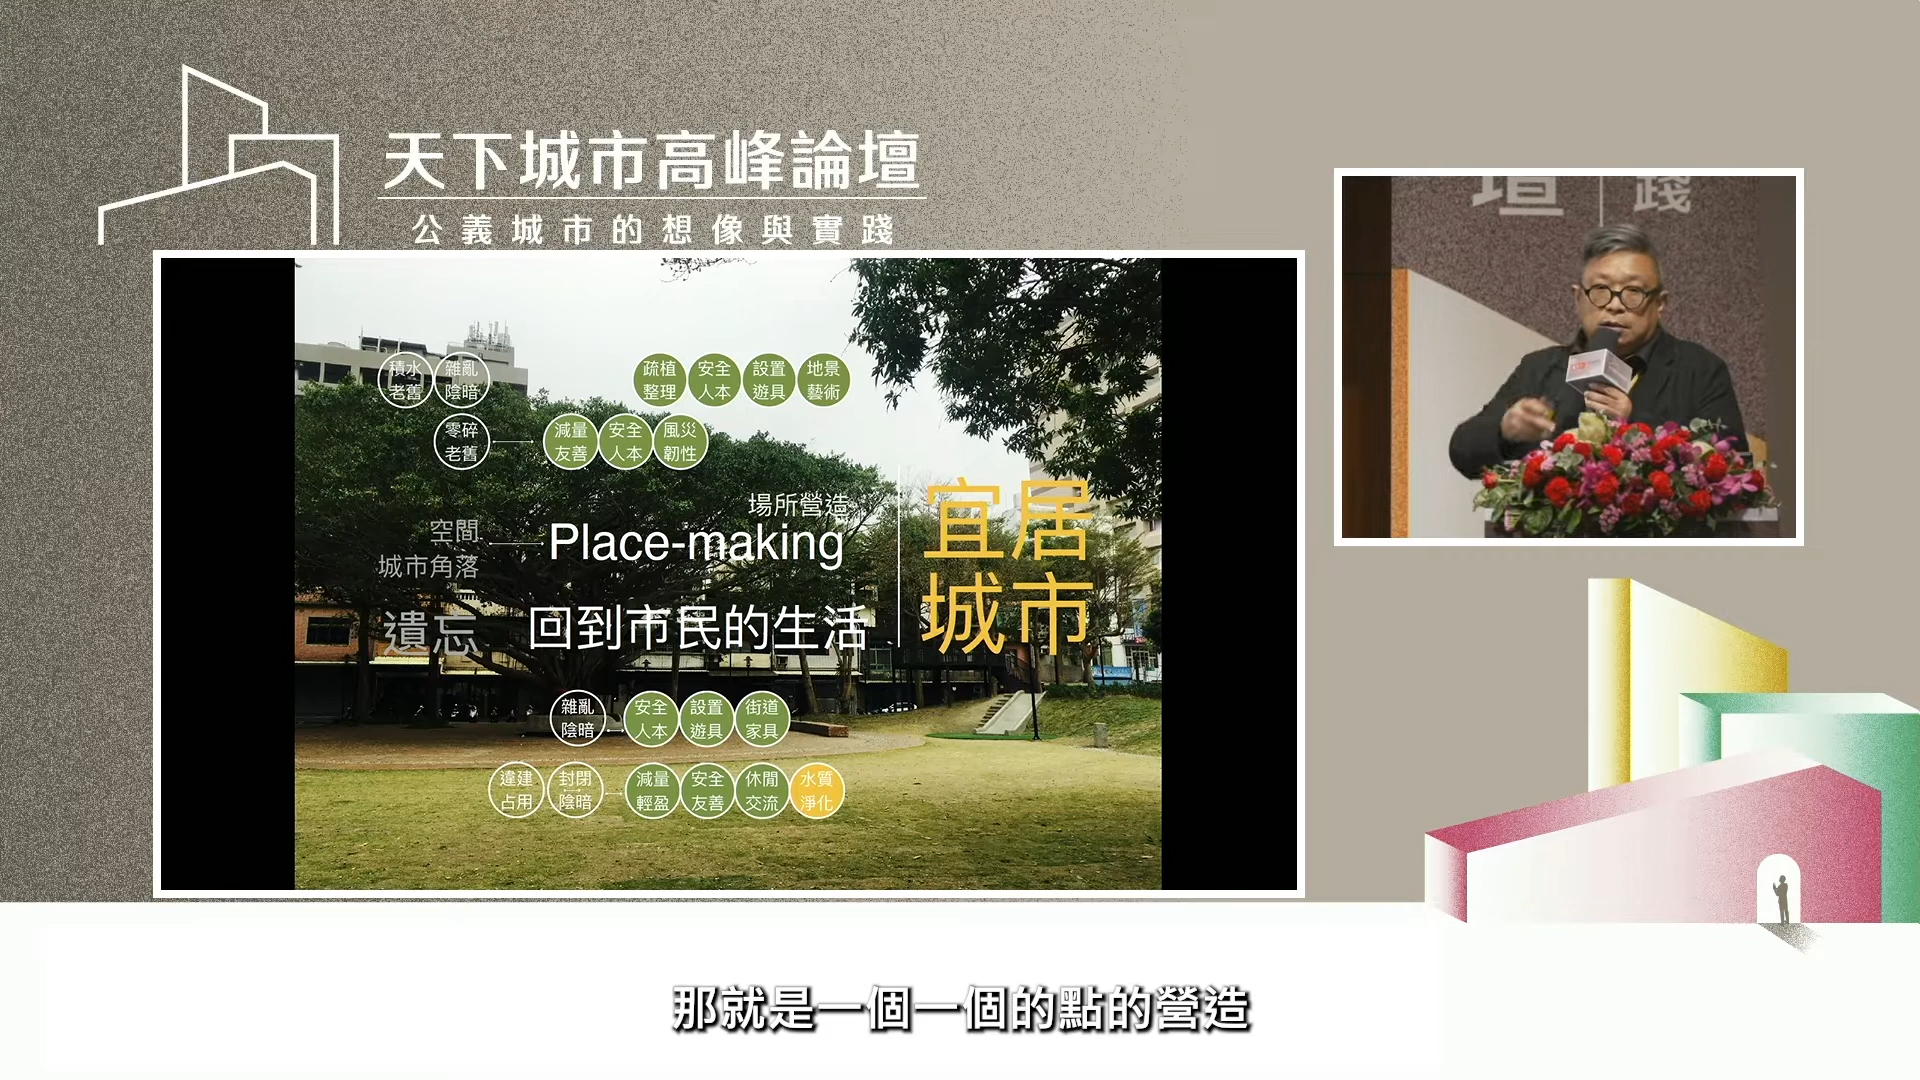 天下城市高峰論壇
公義城市的想像與實踐
壇
踐
積水
老舊
雜亂
陰暗
疏植
整理
安全
人本
設置
遊具
地景
藝術
零碎
老舊
減量
友善
安全
人本
風災
韌性
空間
城市角落
遺忘
場所營造
Place-making
回到市民的生活
宜居
城市
雜亂
陰暗
安全
人本
設置
遊具
街道
家具
違建
占用
封閉
陰暗
減量
輕盈
安全
友善
休閒
交流
水質
淨化
那就是一個一個的點的營造